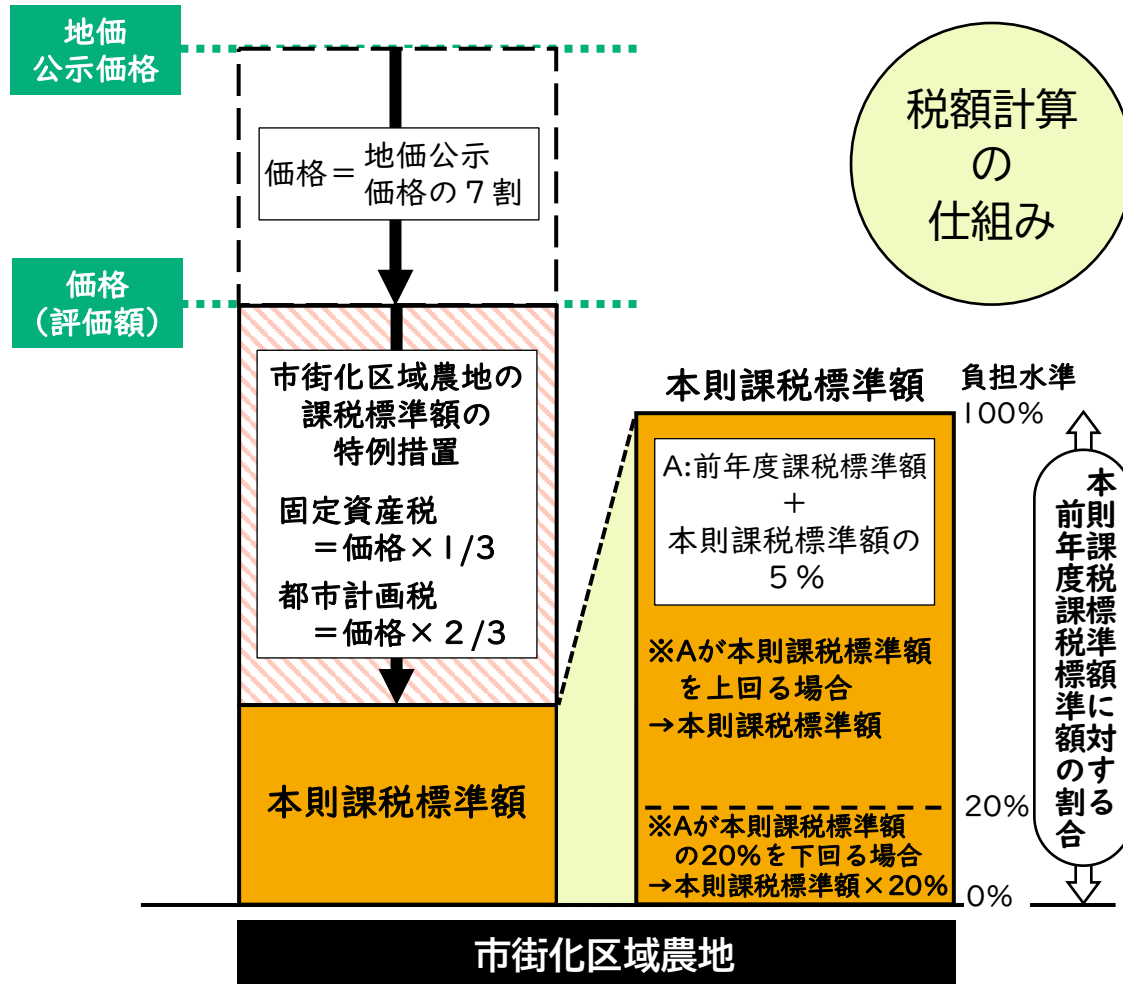 地価
公示価格
価格＝
地価公示
価格の７割
税額計算
の
仕組み
価格
（評価額）
市街化区域農地の
課税標準額の
特例措置
固定資産税
＝価格×1/3
都市計画税
＝価格×２/3
本則課税標準額
本則課税標準額
負担水準
100%
A:前年度課税標準額
＋
本則課税標準額の
５％
※Aが本則課税標準額
を上回る場合
→本則課税標準額
20%
※Aが本則課税標準額
の20%を下回る場合
→本則課税標準額×20%
0%
本則課税標準額に対する
前年度課税標準額の割合
市街化区域農地